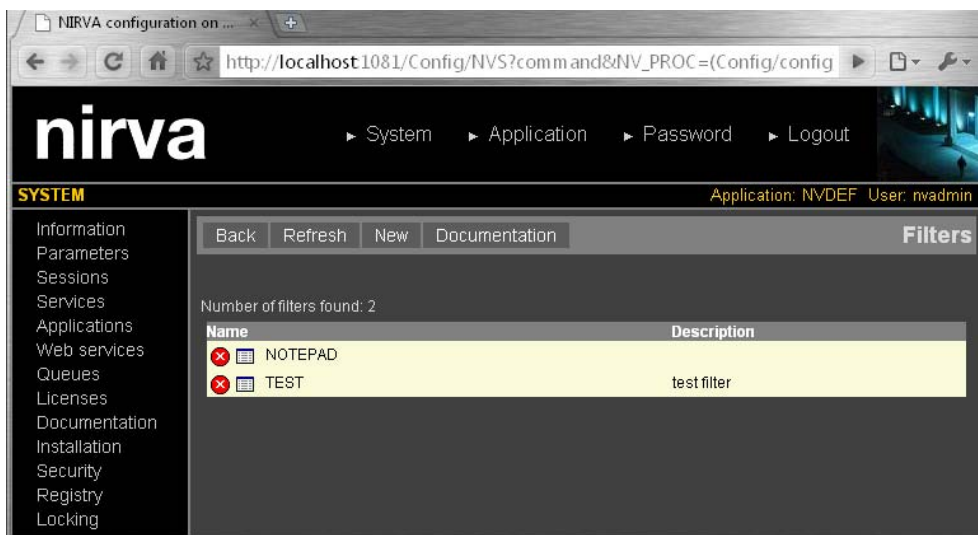 NIRVA configuration on ...
http://localhost:1081/Config/NVS?command&NV_PROC=(Config/config
nirva
System Application Password Logout
SYSTEM
Application: NVDEF User: nvadmin
Information
Parameters
Sessions
Services
Applications
Web services
Queues
Licenses
Documentation
Installation
Security
Registry
Locking
Back Refresh New Documentation
Filters
Number of filters found: 2
Name Description
NOTEPAD
TEST test filter